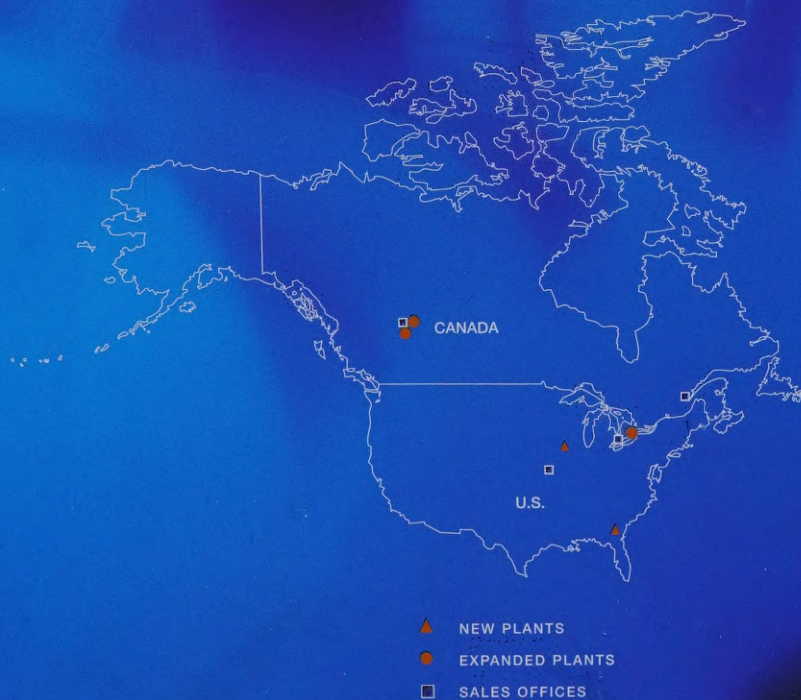 CANADA
U.S.
NEW PLANTS
EXPANDED PLANTS
SALES OFFICES